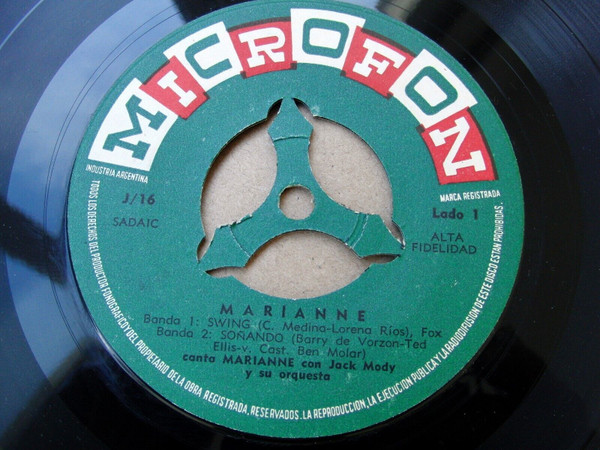 MICROFON
INDUSTRIA ARGENTINA
MARCA REGISTRADA
J/16
Lado 1
SADAIC
ALTA
FIDELIDAD
MARIANNE
Banda 1: SWING (C. Medina-Lorena Ríos), Fox
Banda 2: SOÑANDO (Barry de Vorzon-Ted
Ellis-v. Cast. Ben Molar)
canta MARIANNE con Jack Mody
y su orquesta
TODOS LOS DERECHOS DEL PRODUCTOR FONOGRAFICO Y DEL PROPIETARIO DE LA OBRA REGISTRADA, RESERVADOS. LA REPRODUCCION, LA EJECUCION PUBLICA Y LA RADIODIFUSION DE ESTE DISCO ESTAN PROHIBIDAS.